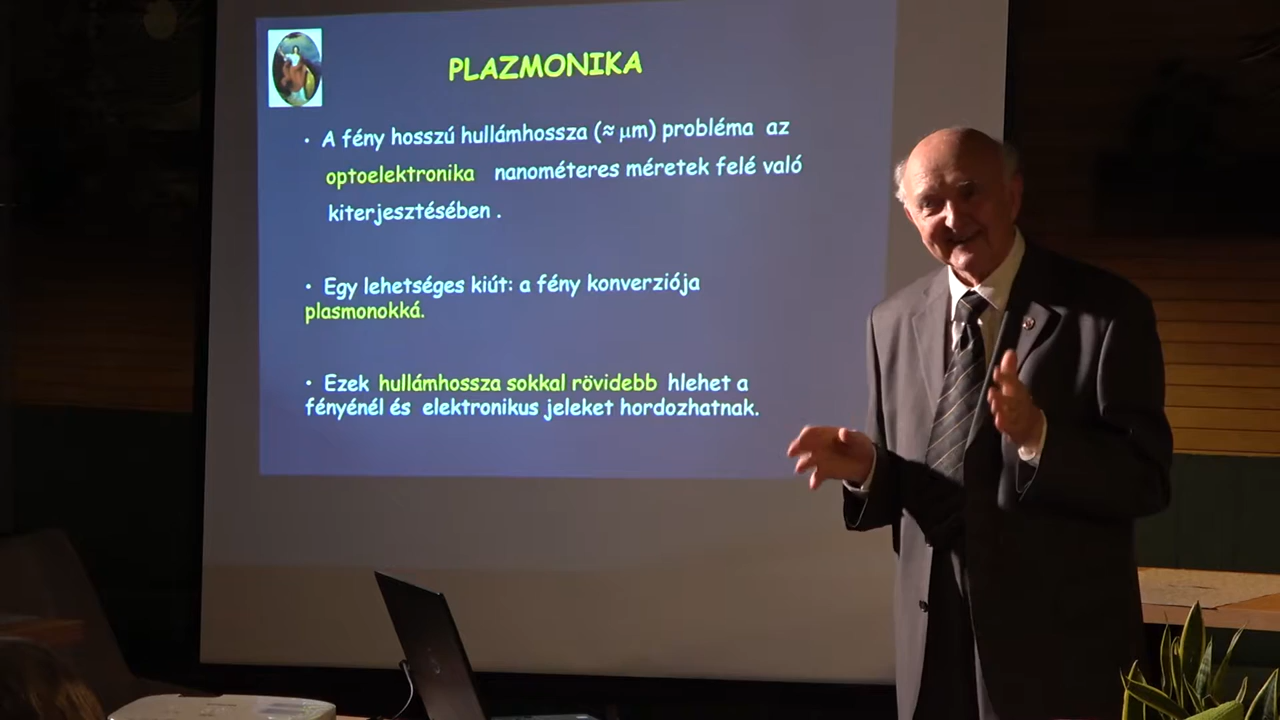 PLAZMONIKA
• A fény hosszú hullámhossza (≈ μm) probléma az
optoelektronika nanométeres méretek felé való
kiterjesztésében .
• Egy lehetséges kiút: a fény konverziója
plasmonokká.
• Ezek hullámhossza sokkal rövidebb hlehet a
fényénél és elektronikus jeleket hordozhatnak.